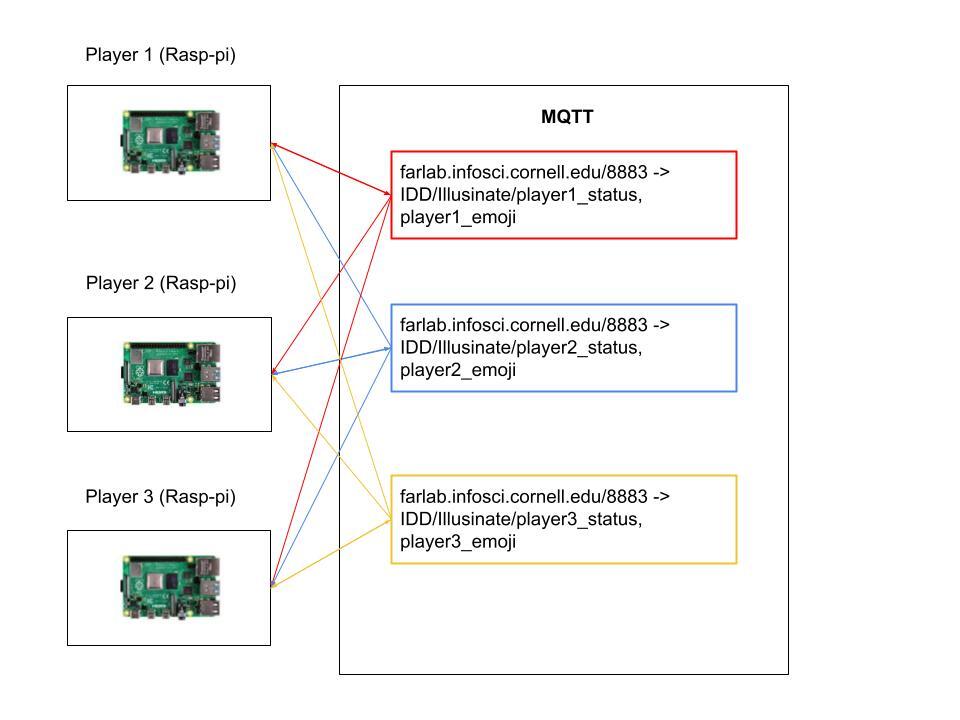 Player 1 (Rasp-pi)
MQTT
farlab.infosci.cornell.edu/8883 ->
IDD/Illusinate/player1_status,
player1_emoji
Player 2 (Rasp-pi)
farlab.infosci.cornell.edu/8883 ->
IDD/Illusinate/player2_status,
player2_emoji
Player 3 (Rasp-pi)
farlab.infosci.cornell.edu/8883 ->
IDD/Illusinate/player3_status,
player3_emoji